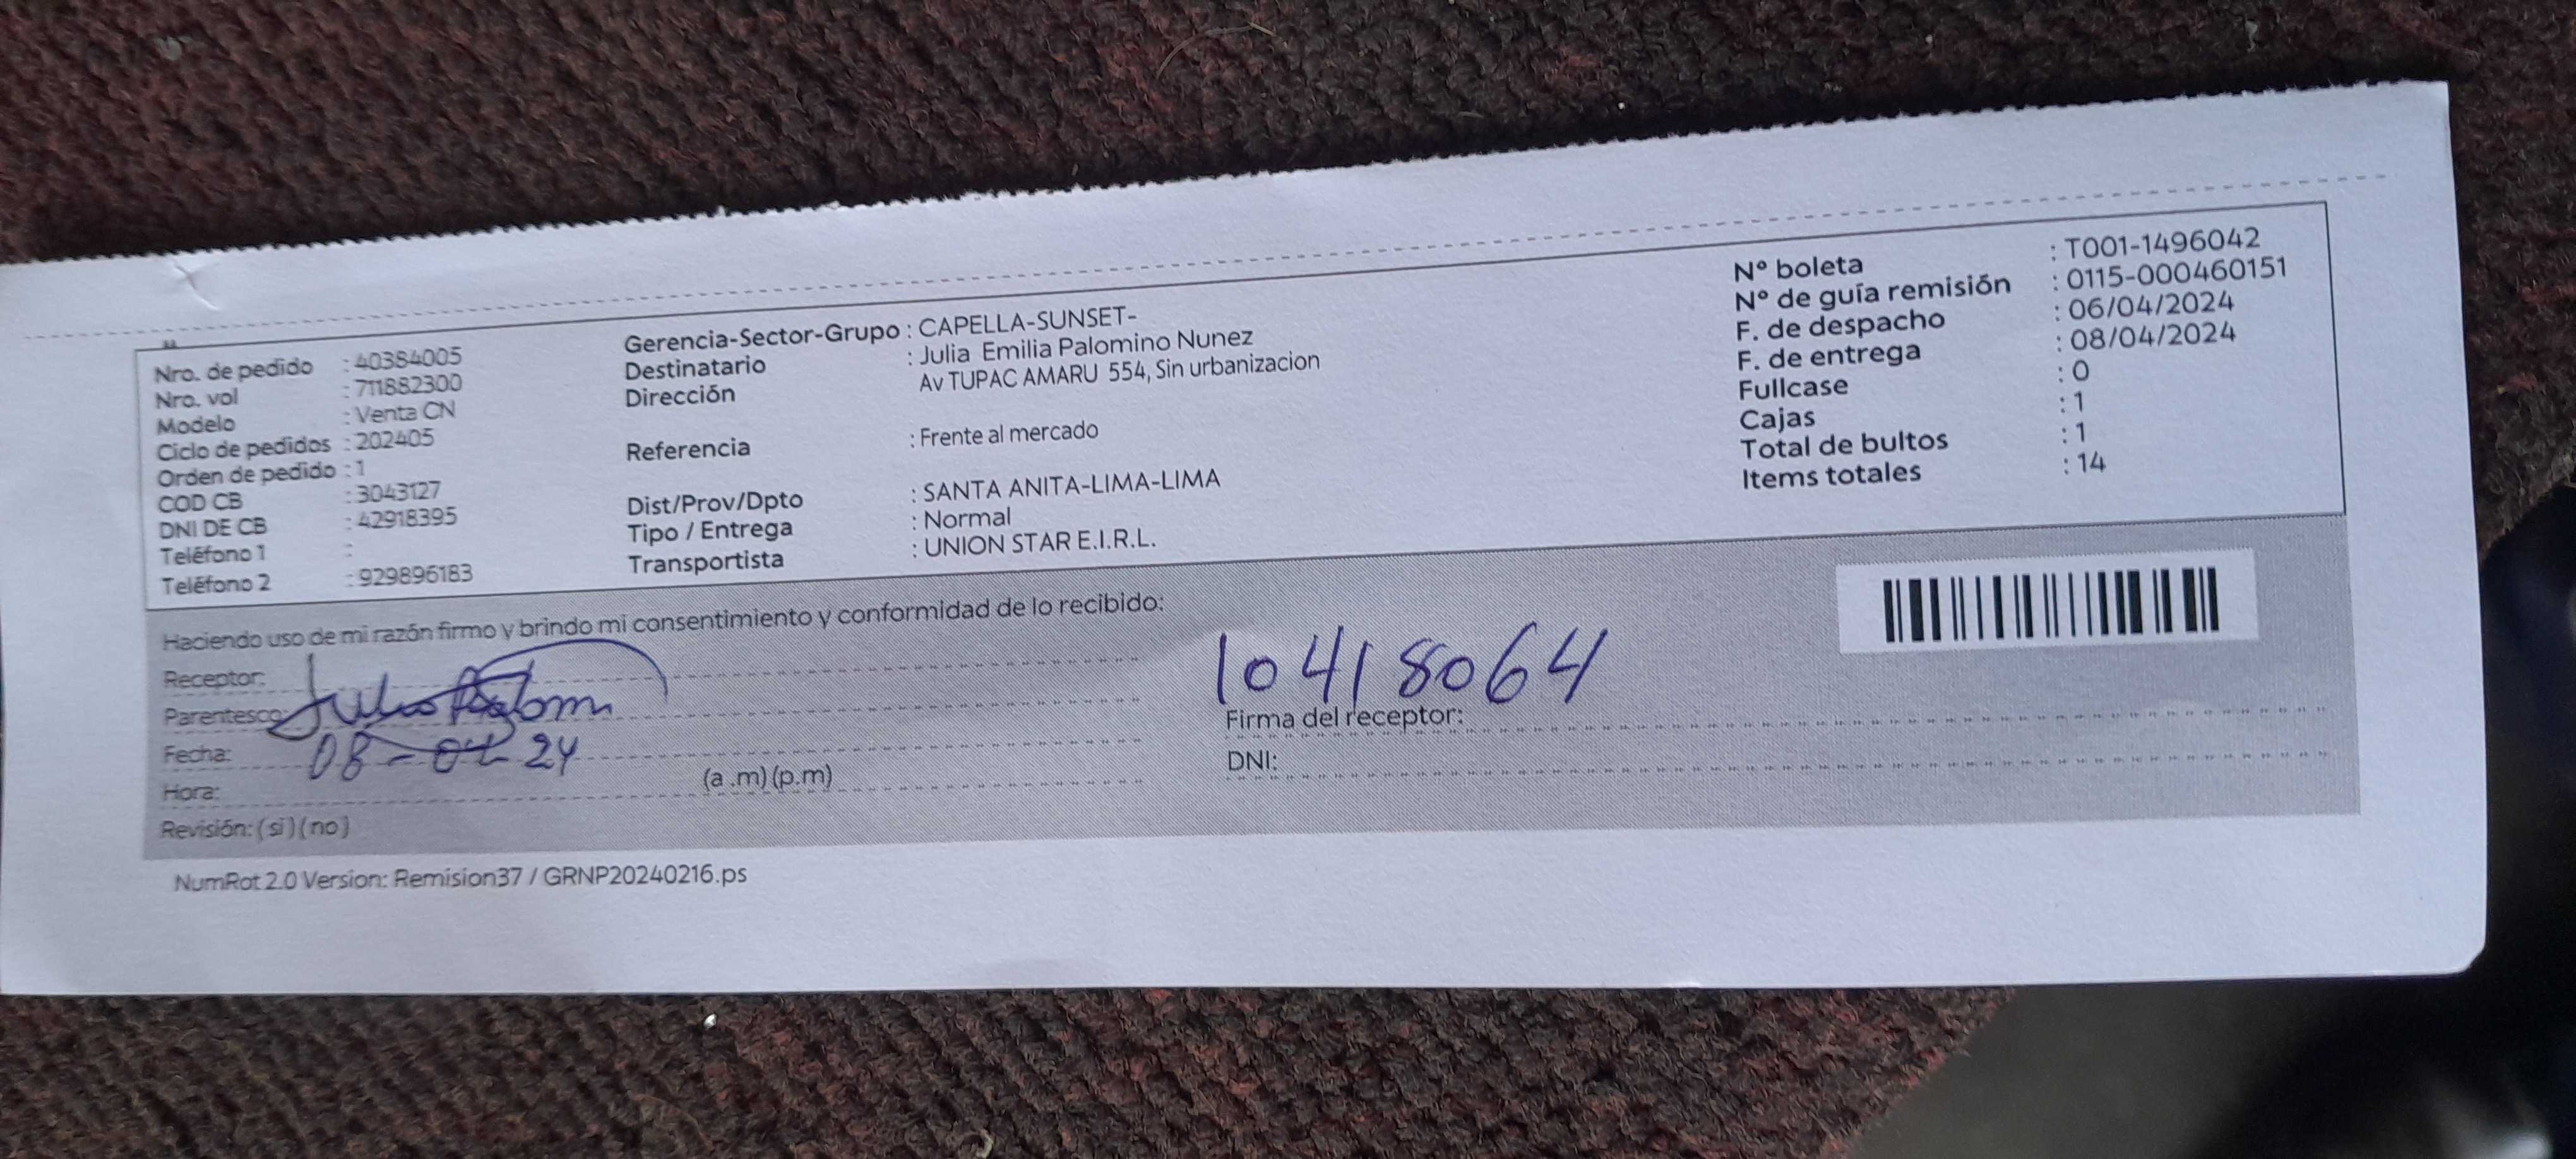 Nro. de pedido : 40384005
Nro. vol : 711882300
Modelo : Venta CN
Ciclo de pedidos : 202405
Orden de pedido : 1
COD CB : 3043127
DNI DE CB : 42918395
Teléfono 1 :
Teléfono 2 : 929896183
Gerencia-Sector-Grupo : CAPELLA-SUNSET-
Destinatario : Julia Emilia Palomino Nunez
Dirección Av TUPAC AMARU 554, Sin urbanizacion
Referencia : Frente al mercado
Dist/Prov/Dpto : SANTA ANITA-LIMA-LIMA
Tipo / Entrega : Normal
Transportista : UNION STAR E.I.R.L.
N° boleta : T001-1496042
N° de guía remisión : 0115-000460151
F. de despacho : 06/04/2024
F. de entrega : 08/04/2024
Fullcase : 0
Cajas : 1
Total de bultos : 1
Items totales : 14
Haciendo uso de mi razón firmo y brindo mi consentimiento y conformidad de lo recibido:
Receptor:
Parentesco:
Fecha: 08-04-24
Hora: (a .m) (p.m)
Revisión: ( si ) ( no )
10418064
Firma del receptor:
DNI:
NumRot 2.0 Version: Remision37 / GRNP20240216.ps